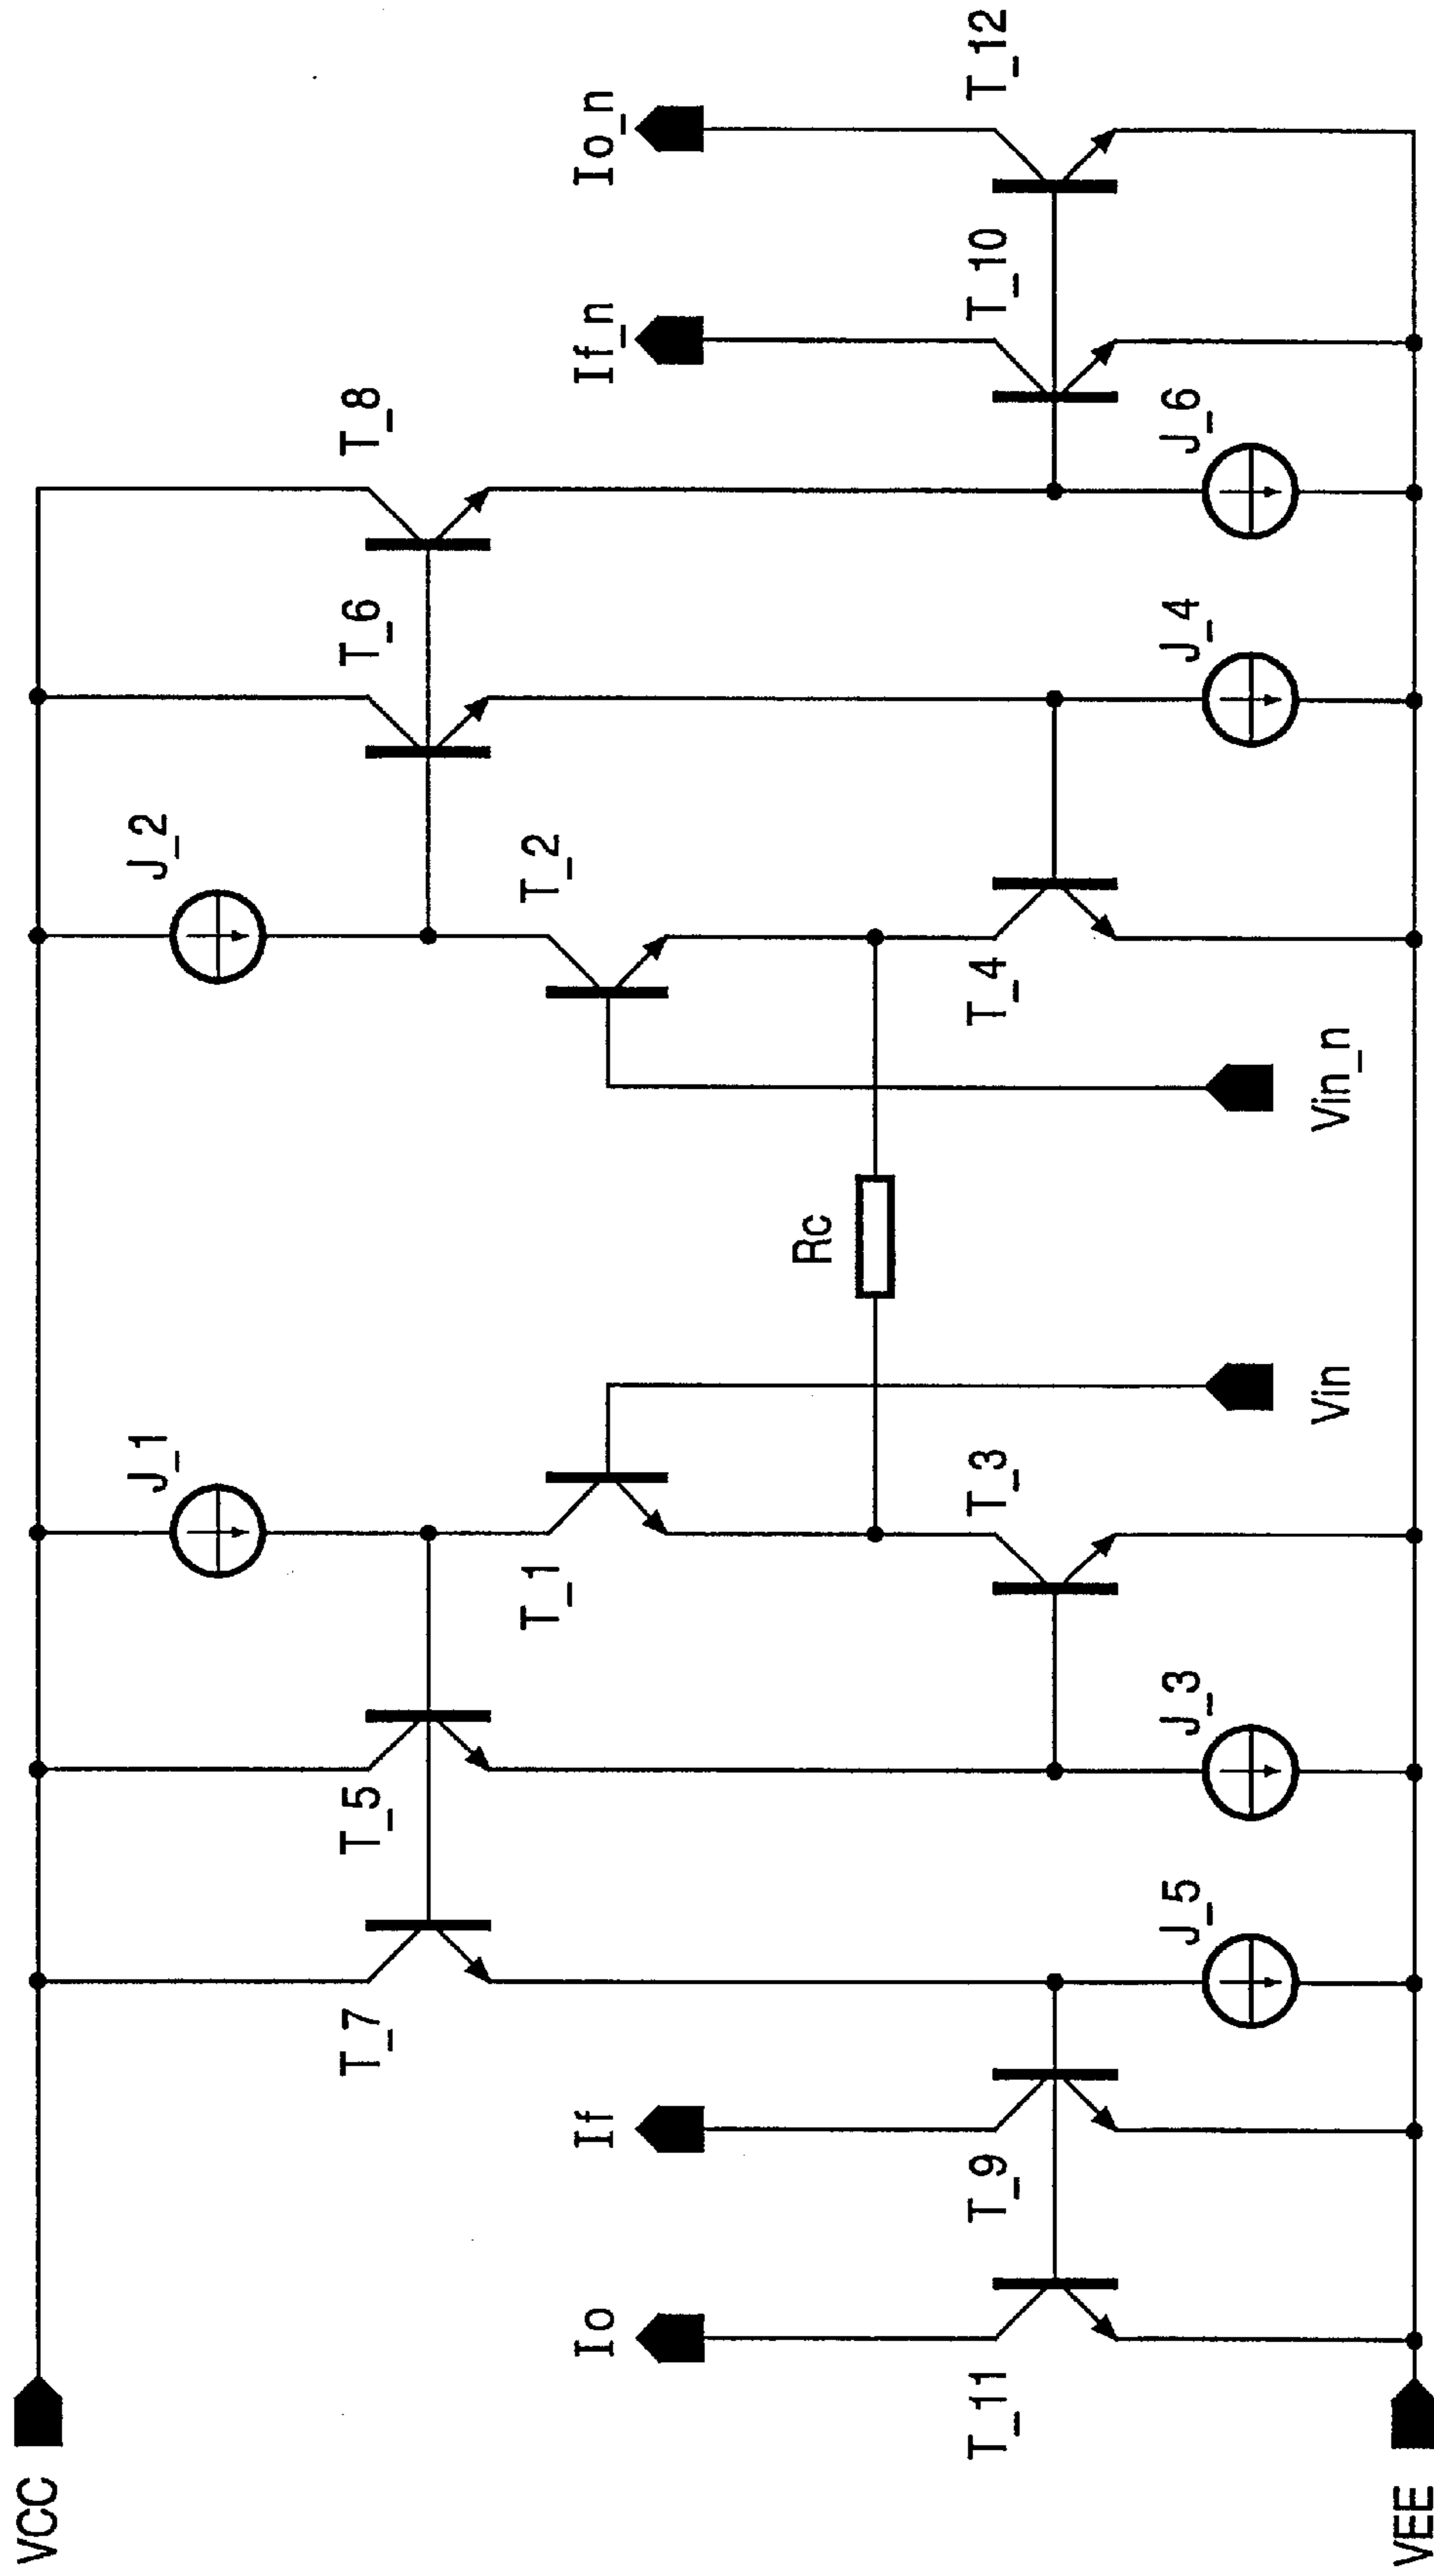 VCC
J_1
J_2
T_7
T_5
T_6
T_8
Io
If
T_1
T_2
If_n
Io_n
Rc
T_11
T_9
T_3
T_4
T_10
T_12
J_5
J_3
J_4
J_6
Vin
Vin_n
VEE